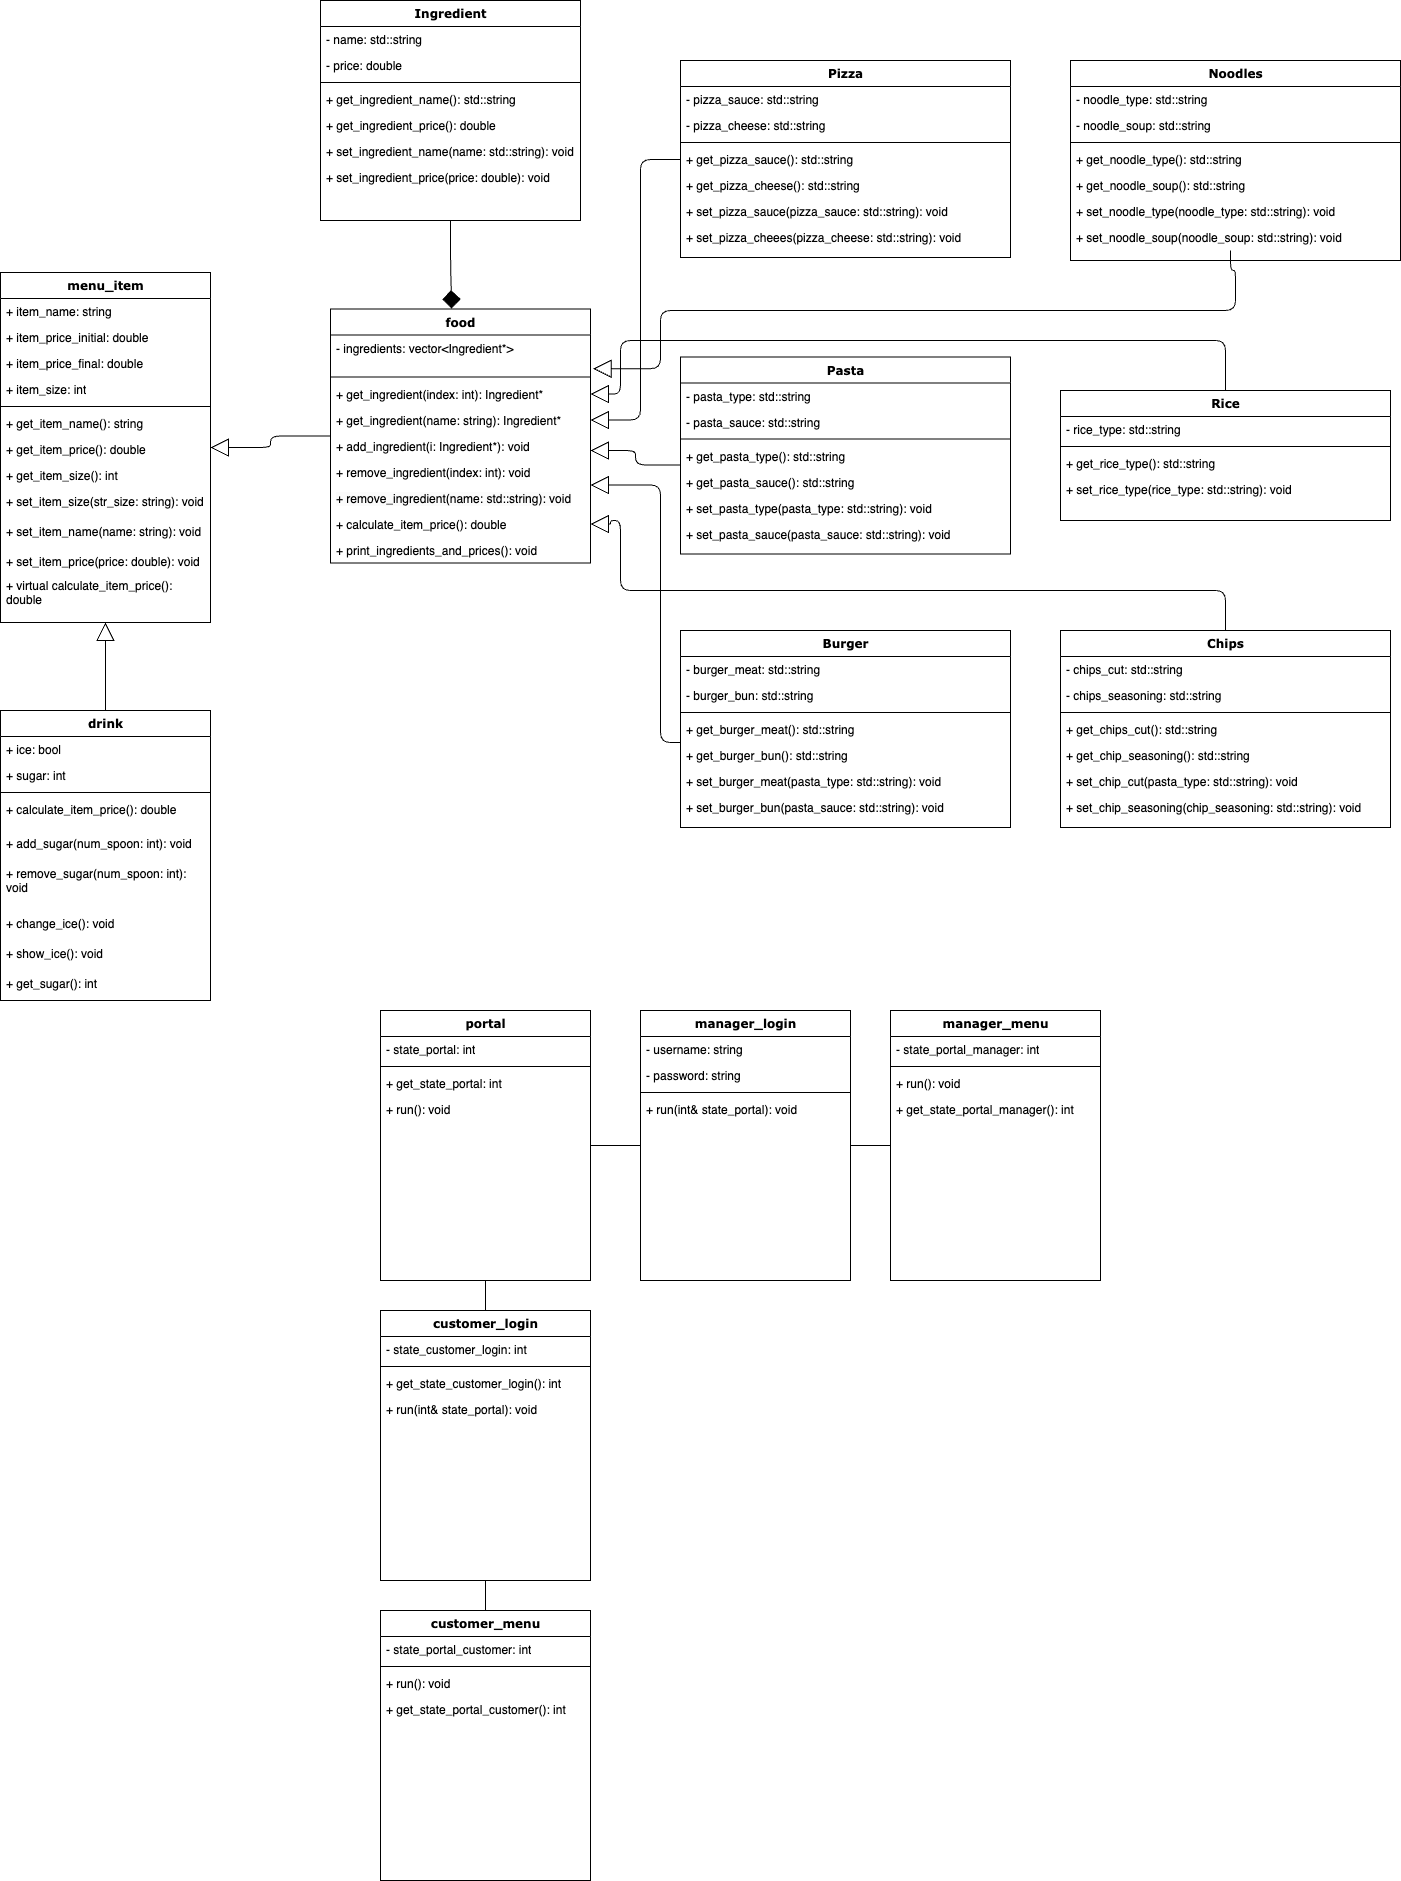 Ingredient
- name: std::string
- price: double
+ get_ingredient_name(): std::string
+ get_ingredient_price(): double
+ set_ingredient_name(name: std::string): void
+ set_ingredient_price(price: double): void
Pizza
- pizza_sauce: std::string
- pizza_cheese: std::string
+ get_pizza_sauce(): std::string
+ get_pizza_cheese(): std::string
+ set_pizza_sauce(pizza_sauce: std::string): void
+ set_pizza_cheees(pizza_cheese: std::string): void
Noodles
- noodle_type: std::string
- noodle_soup: std::string
+ get_noodle_type(): std::string
+ get_noodle_soup(): std::string
+ set_noodle_type(noodle_type: std::string): void
+ set_noodle_soup(noodle_soup: std::string): void
menu_item
+ item_name: string
+ item_price_initial: double
+ item_price_final: double
+ item_size: int
+ get_item_name(): string
+ get_item_price(): double
+ get_item_size(): int
+ set_item_size(str_size: string): void
+ set_item_name(name: string): void
+ set_item_price(price: double): void
+ virtual calculate_item_price():
double
food
- ingredients: vector<Ingredient*>
+ get_ingredient(index: int): Ingredient*
+ get_ingredient(name: string): Ingredient*
+ add_ingredient(i: Ingredient*): void
+ remove_ingredient(index: int): void
+ remove_ingredient(name: std::string): void
+ calculate_item_price(): double
+ print_ingredients_and_prices(): void
Pasta
- pasta_type: std::string
- pasta_sauce: std::string
+ get_pasta_type(): std::string
+ get_pasta_sauce(): std::string
+ set_pasta_type(pasta_type: std::string): void
+ set_pasta_sauce(pasta_sauce: std::string): void
Rice
- rice_type: std::string
+ get_rice_type(): std::string
+ set_rice_type(rice_type: std::string): void
Burger
- burger_meat: std::string
- burger_bun: std::string
+ get_burger_meat(): std::string
+ get_burger_bun(): std::string
+ set_burger_meat(pasta_type: std::string): void
+ set_burger_bun(pasta_sauce: std::string): void
Chips
- chips_cut: std::string
- chips_seasoning: std::string
+ get_chips_cut(): std::string
+ get_chip_seasoning(): std::string
+ set_chip_cut(pasta_type: std::string): void
+ set_chip_seasoning(chip_seasoning: std::string): void
drink
+ ice: bool
+ sugar: int
+ calculate_item_price(): double
+ add_sugar(num_spoon: int): void
+ remove_sugar(num_spoon: int):
void
+ change_ice(): void
+ show_ice(): void
+ get_sugar(): int
portal
- state_portal: int
+ get_state_portal: int
+ run(): void
manager_login
- username: string
- password: string
+ run(int& state_portal): void
manager_menu
- state_portal_manager: int
+ run(): void
+ get_state_portal_manager(): int
customer_login
- state_customer_login: int
+ get_state_customer_login(): int
+ run(int& state_portal): void
customer_menu
- state_portal_customer: int
+ run(): void
+ get_state_portal_customer(): int